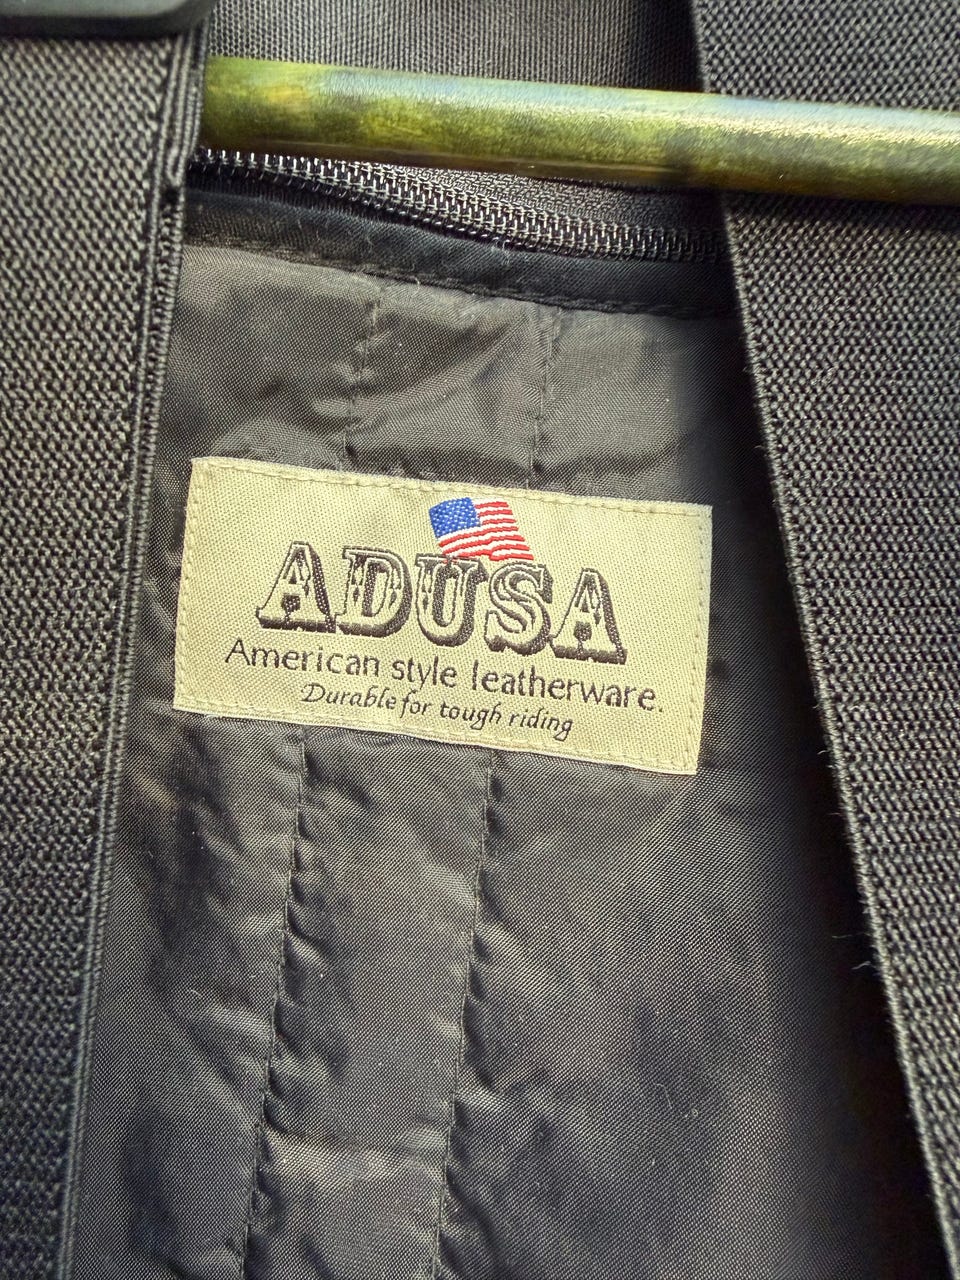 ADUSA
American style leatherware.
Durable for tough riding